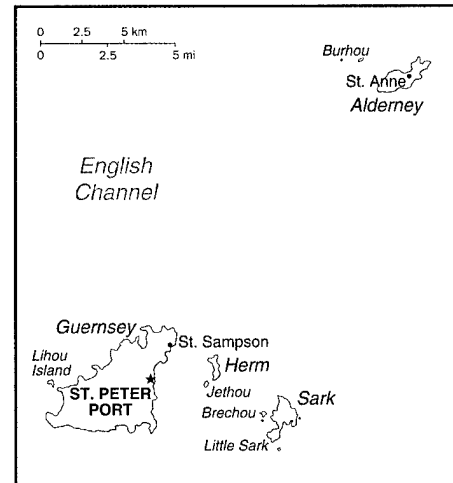 0 2.5 5 km
0 2.5 5 mi
Burhou
St. Anne
Alderney
English
Channel
Guernsey
St. Sampson
Lihou
Island
Herm
ST. PETER
PORT
Jethou
Sark
Brechou
Little Sark